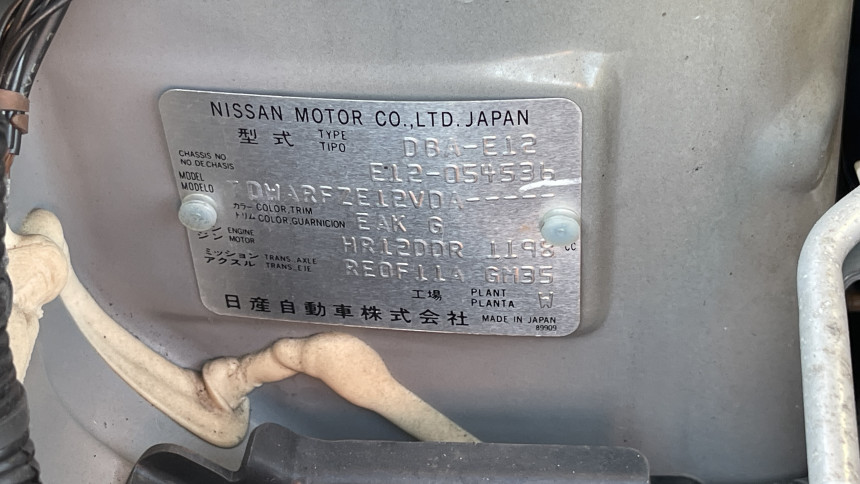 NISSAN MOTOR CO.,LTD.JAPAN
型式 TYPE TIPO DBA-E12
CHASSIS NO NO DE CHASIS E12-054536
MODEL MODELO TDWARFZE12VDA-----
カラー トリム COLOR,TRIM COLOR,GUARNICION EAK G
ENGINE MOTOR HR12DDR 1198 CC
ミッション アクスル TRANS.AXLE TRANS.EJE RE0F11A GM35
工場 PLANT PLANTA W
日産自動車株式会社 MADE IN JAPAN
89909